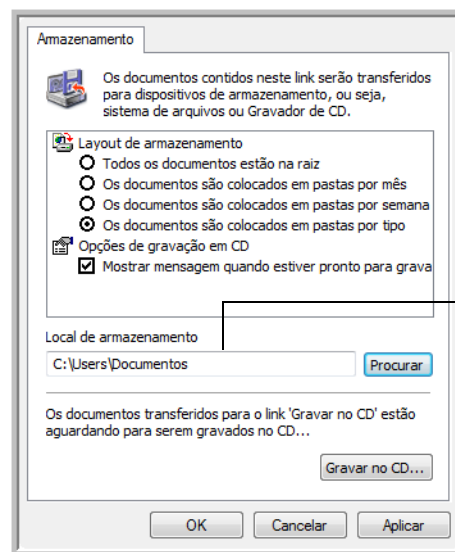 Armazenamento
Os documentos contidos neste link serão transferidos
para dispositivos de armazenamento, ou seja,
sistema de arquivos ou Gravador de CD.
Layout de armazenamento
Todos os documentos estão na raiz
Os documentos são colocados em pastas por mês
Os documentos são colocados em pastas por semana
Os documentos são colocados em pastas por tipo
Opções de gravação em CD
Mostrar mensagem quando estiver pronto para grava
Local de armazenamento
C:\Users\Documentos
Procurar
Os documentos transferidos para o link 'Gravar no CD' estão
aguardando para serem gravados no CD...
Gravar no CD...
OK
Cancelar
Aplicar